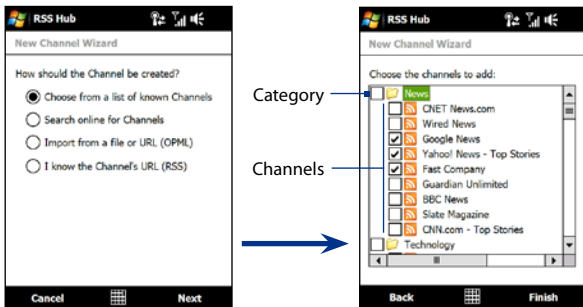 RSS Hub
New Channel Wizard
How should the Channel be created?
Choose from a list of known Channels
Search online for Channels
Import from a file or URL (OPML)
I know the Channel's URL (RSS)
Cancel
Next
Category
Channels
RSS Hub
New Channel Wizard
Choose the channels to add:
News
CNET News.com
Wired News
Google News
Yahoo! News - Top Stories
Fast Company
Guardian Unlimited
BBC News
Slate Magazine
CNN.com - Top Stories
Technology
Back
Finish